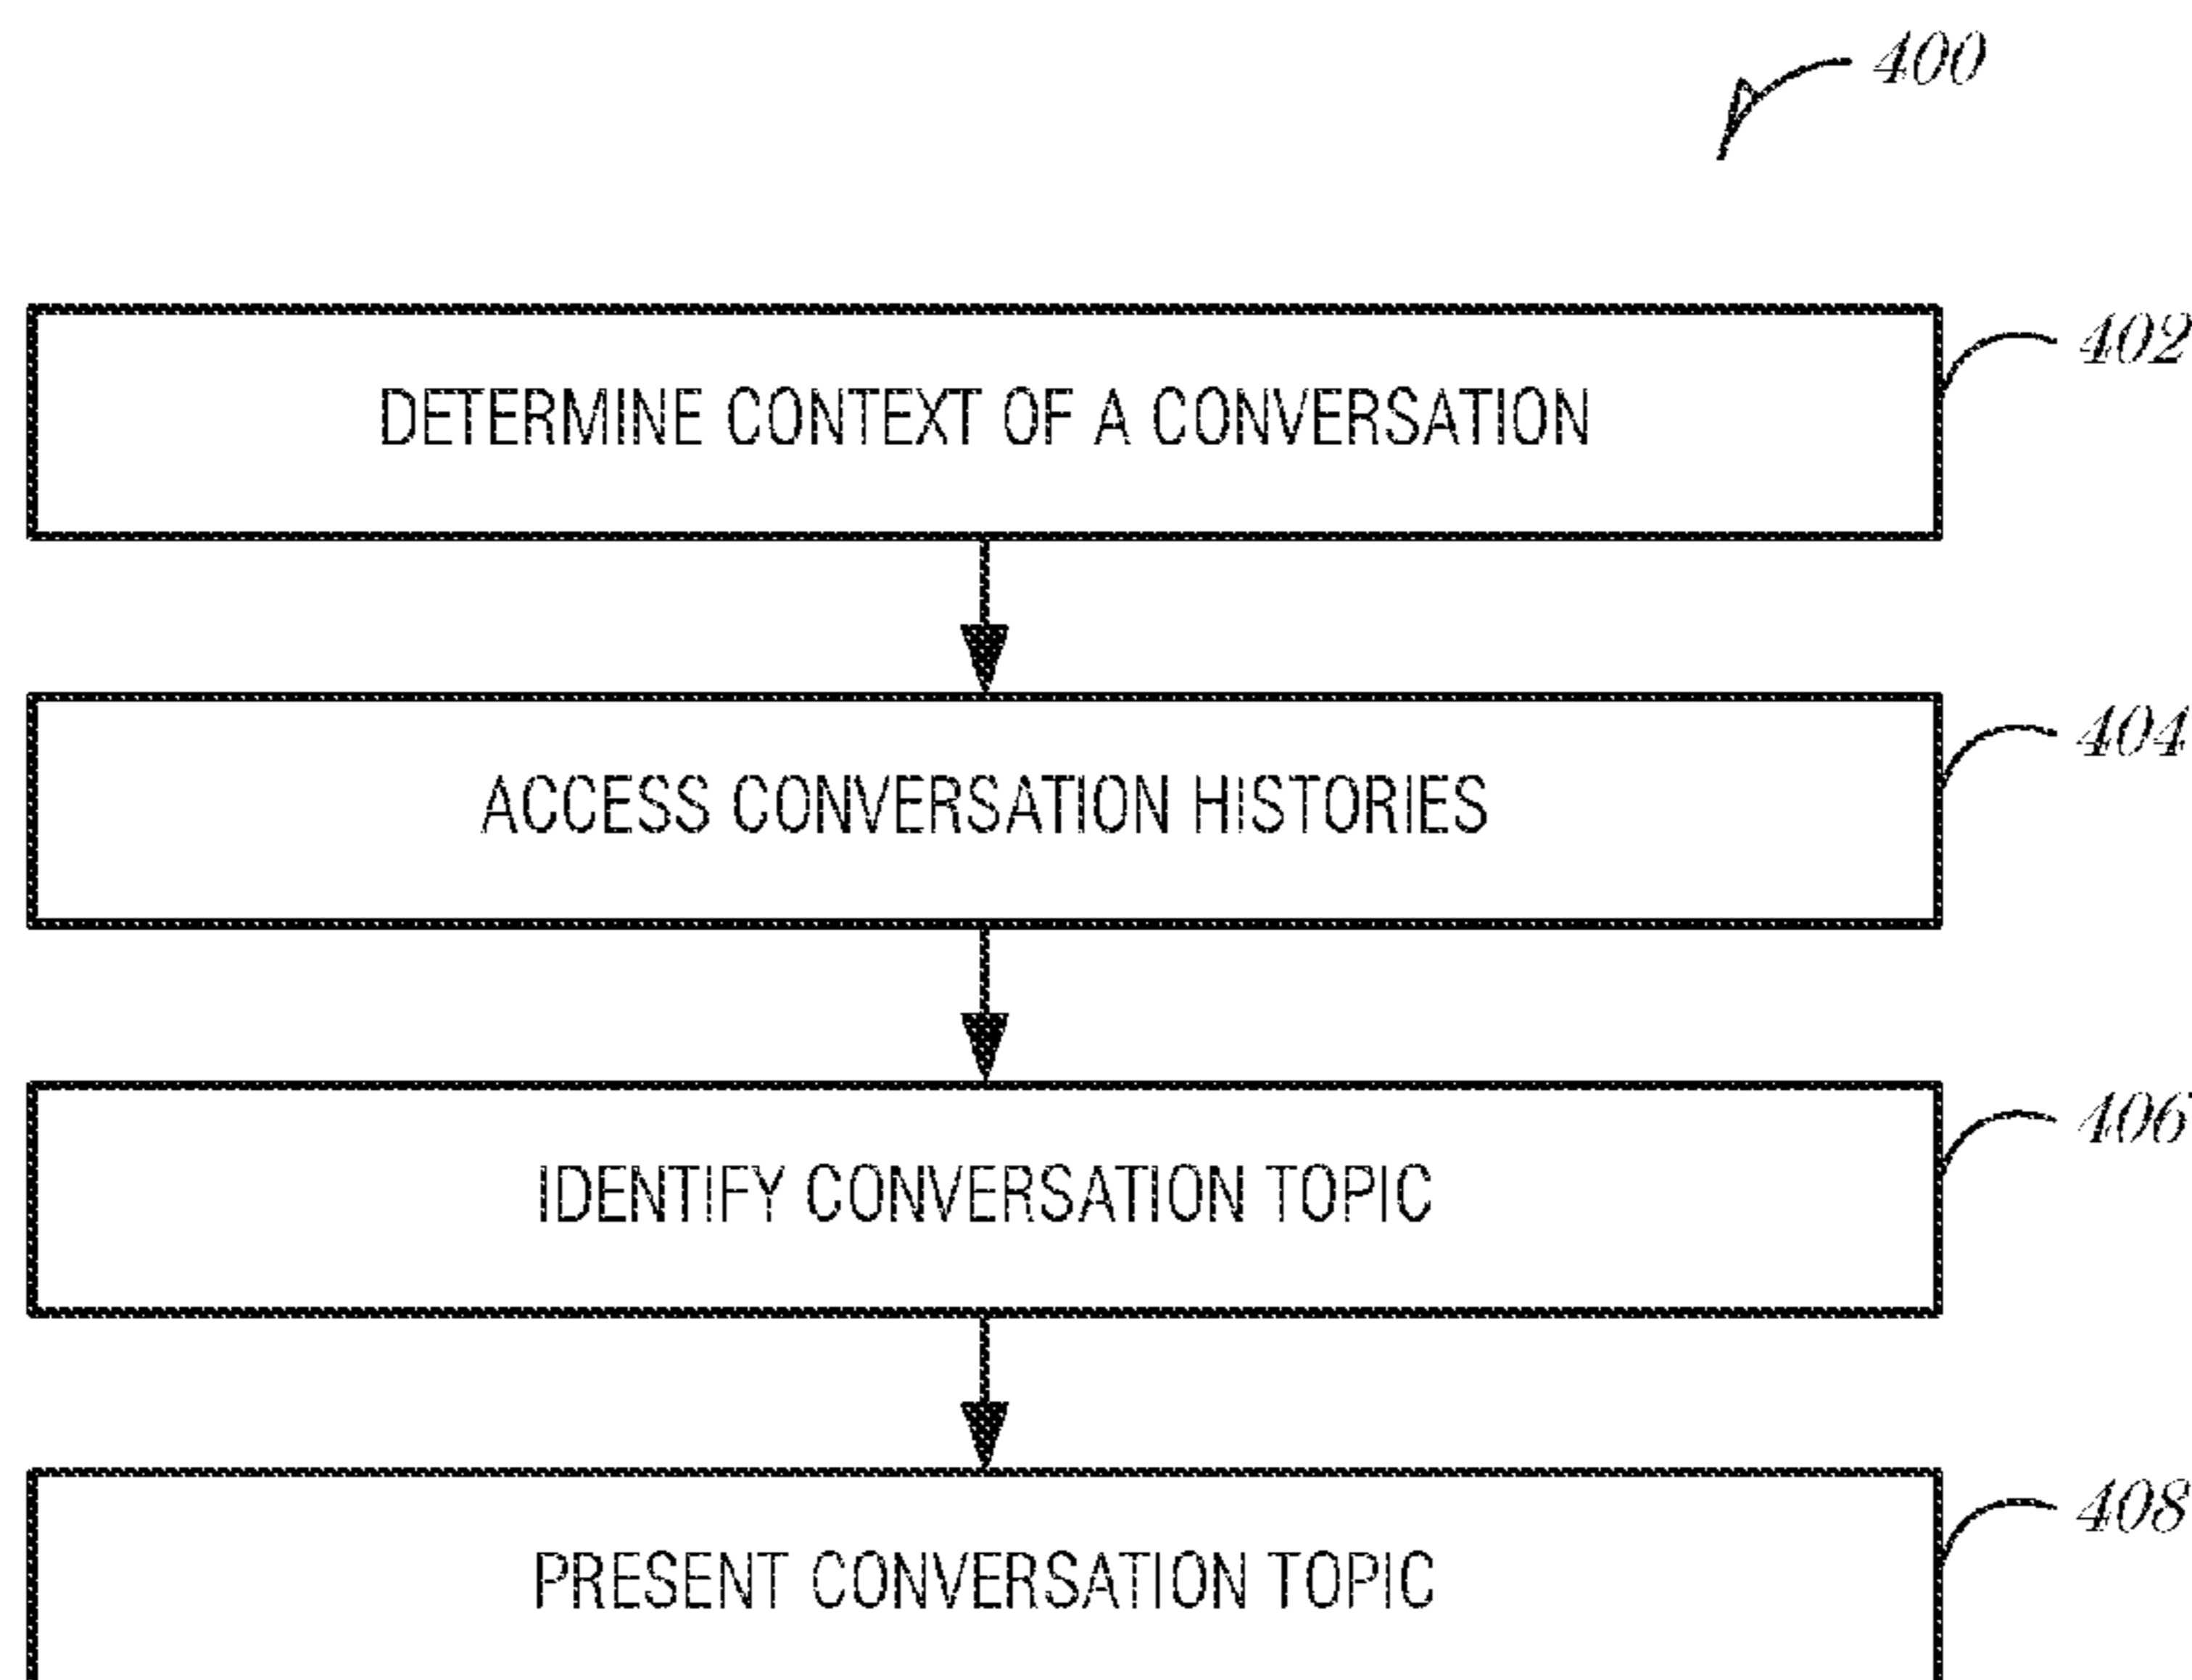 400
402
DETERMINE CONTEXT OF A CONVERSATION
404
ACCESS CONVERSATION HISTORIES
406
IDENTIFY CONVERSATION TOPIC
408
PRESENT CONVERSATION TOPIC